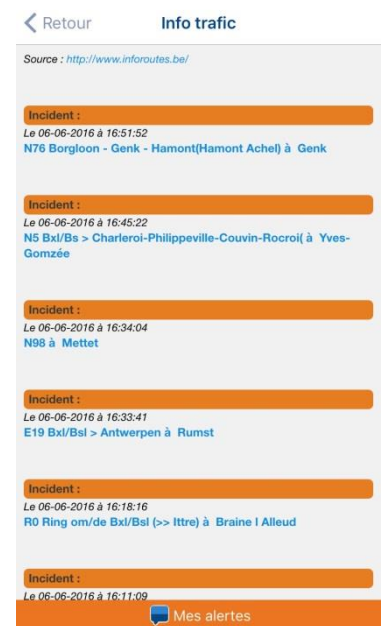 Retour Info trafic
Source : http://www.inforoutes.be/
Incident :
Le 06-06-2016 à 16:51:52
N76 Borgloon - Genk - Hamont(Hamont Achel) à Genk
Incident :
Le 06-06-2016 à 16:45:22
N5 Bxl/Bs > Charleroi-Philippeville-Couvin-Rocroi( à Yves-
Gomzée
Incident :
Le 06-06-2016 à 16:34:04
N98 à Mettet
Incident :
Le 06-06-2016 à 16:33:41
E19 Bxl/Bsl > Antwerpen à Rumst
Incident :
Le 06-06-2016 à 16:18:16
R0 Ring om/de Bxl/Bsl (>> Ittre) à Braine l Alleud
Incident :
Le 06-06-2016 à 16:11:09
Mes alertes